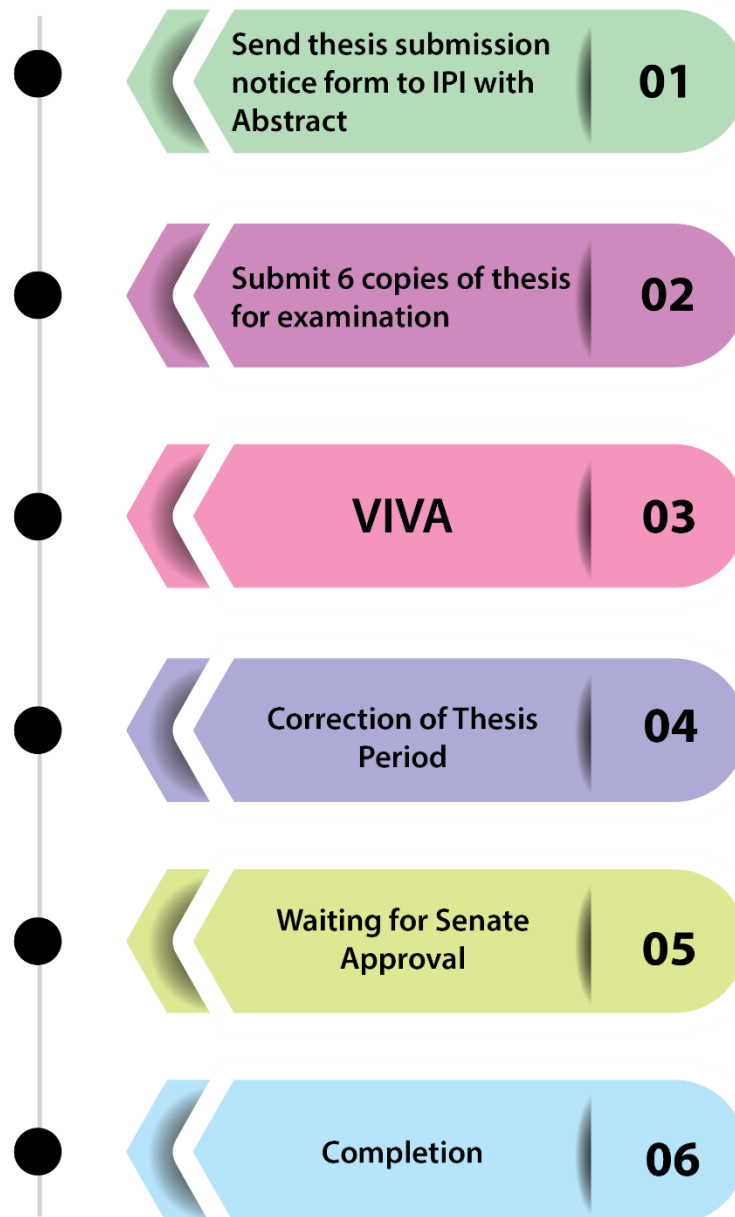 Send thesis submission
notice form to IPI with
Abstract
01
Submit 6 copies of thesis
for examination
02
VIVA
03
Correction of Thesis
Period
04
Waiting for Senate
Approval
05
Completion
06